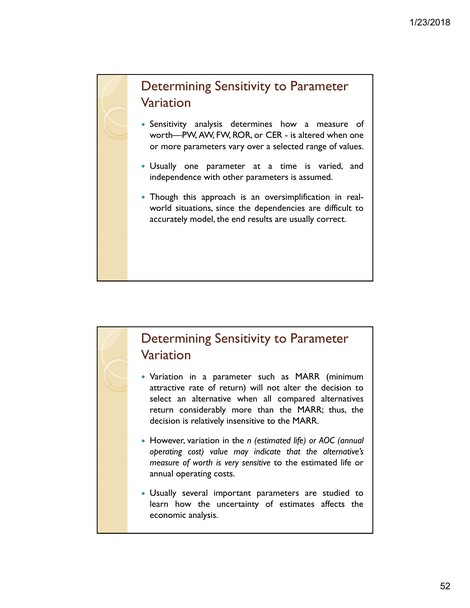 1/23/2018
Determining Sensitivity to Parameter
Variation
Sensitivity analysis determines how a measure of
worth—PW, AW, FW, ROR, or CER - is altered when one
or more parameters vary over a selected range of values.
Usually one parameter at a time is varied, and
independence with other parameters is assumed.
Though this approach is an oversimplification in real-
world situations, since the dependencies are difficult to
accurately model, the end results are usually correct.
Determining Sensitivity to Parameter
Variation
Variation in a parameter such as MARR (minimum
attractive rate of return) will not alter the decision to
select an alternative when all compared alternatives
return considerably more than the MARR; thus, the
decision is relatively insensitive to the MARR.
However, variation in the n (estimated life) or AOC (annual
operating cost) value may indicate that the alternative's
measure of worth is very sensitive to the estimated life or
annual operating costs.
Usually several important parameters are studied to
learn how the uncertainty of estimates affects the
economic analysis.
52